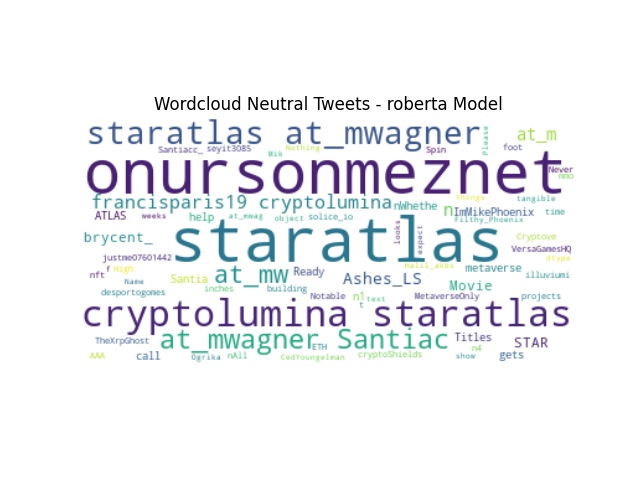 Wordcloud Neutral Tweets - roberta Model
staratlas at_mwagner
Please
at_m
Santiacc_ seyit3085
Nothing
Spin
foot
Wik
onursonmeznet
Never
nno
francisparis19 cryptolumina
nWhethe
things
tangible
ATLAS
weeks
help
at_mwag
object
solice_io
n
ImMikePhoenix
time
Filthy_Phoenix
brycent_
staratlas
looks
expect
VersaGamesHQ
justme07601442
dtype
nft
f
High
Name
Santia
at_mw
Ready
halil_akds
metaverse
illuviumi
Ashes_LS
Movie
desportogomes
inches
building
Notable
n1
text
MetaverseOnly
projects
t
cryptolumina staratlas
TheXrpGhost
at_mwagner Santiac
ETH
Titles
STAR
n4
AAA
call
Ogrika
nAll
CedYoungelman
cryptoShields
show
gets
Cryptove